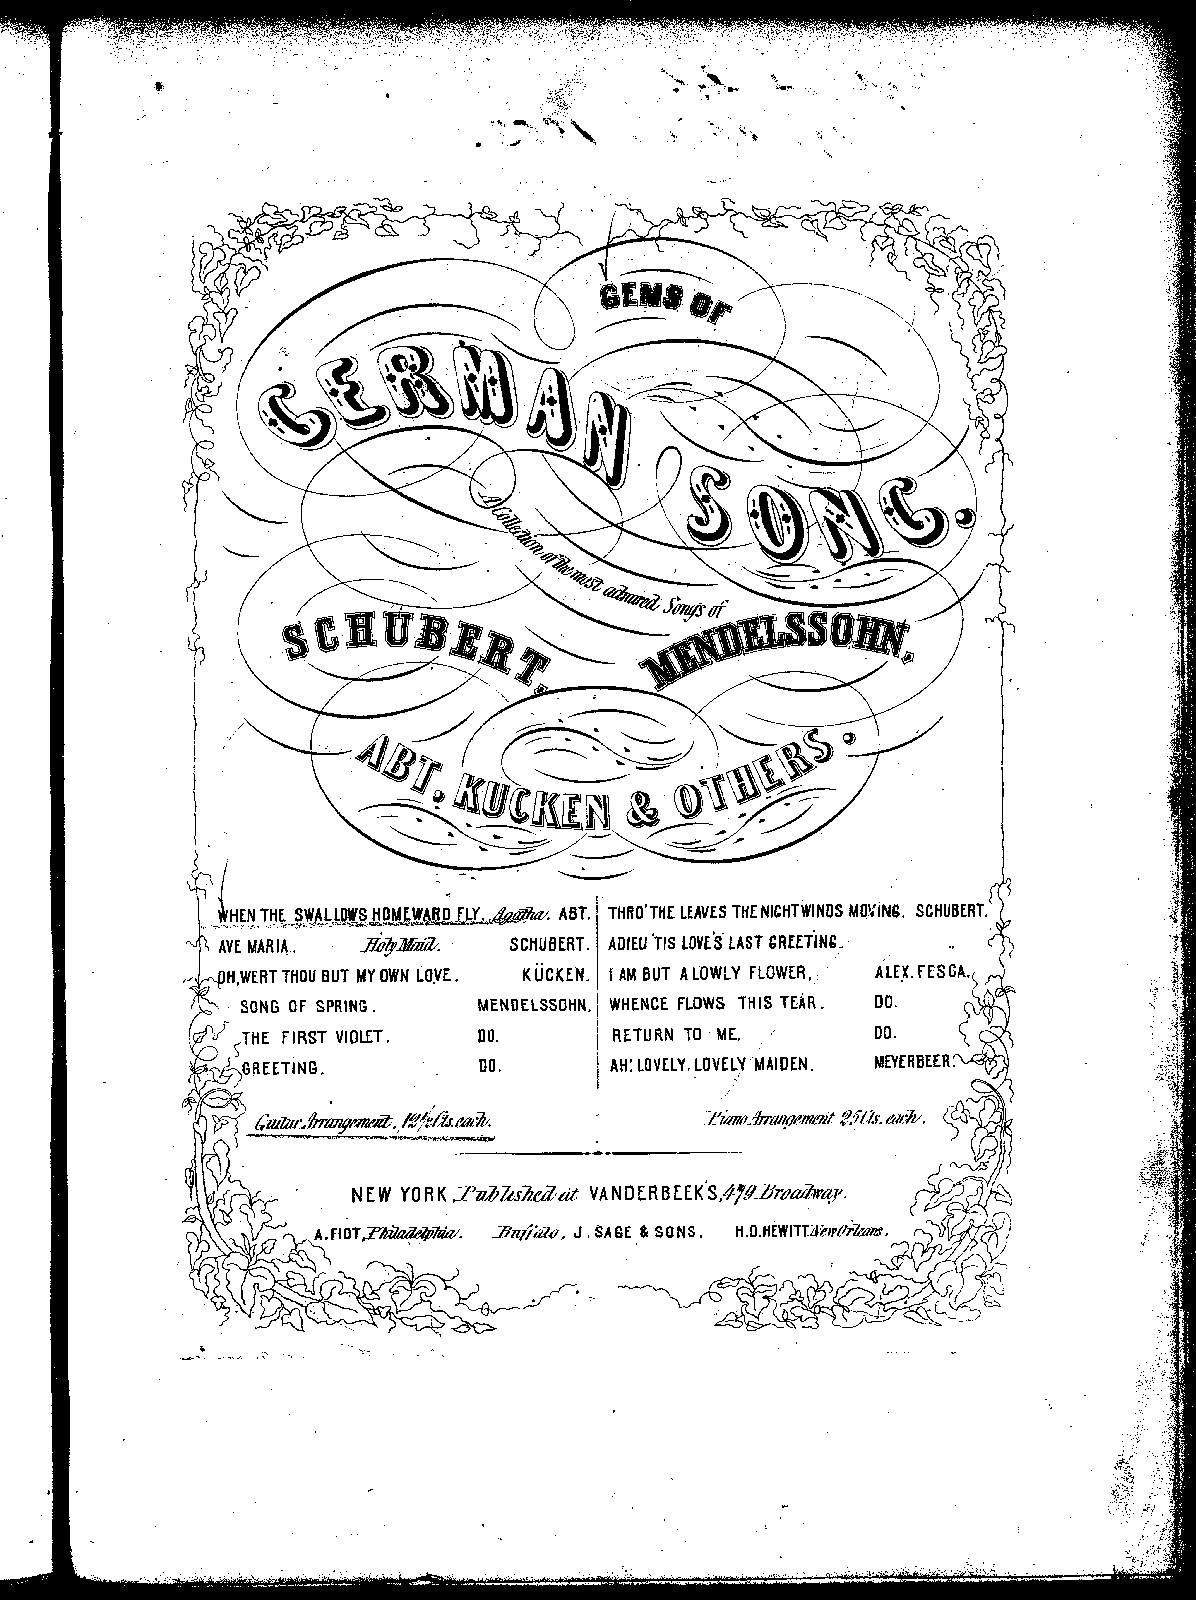 GEMS OF
GERMAN SONG.
A Collection of the most admired Songs of
SCHUBERT, MENDELSSOHN,
ABT, KUCKEN & OTHERS.
WHEN THE SWALLOWS HOMEWARD FLY. Agatha. ABT.
AVE MARIA. Holy Maid. SCHUBERT.
OH, WERT THOU BUT MY OWN LOVE. KÜCKEN.
SONG OF SPRING. MENDELSSOHN.
THE FIRST VIOLET. DO.
GREETING. DO.
THRO' THE LEAVES THE NIGHTWINDS MOVING. SCHUBERT.
ADIEU 'TIS LOVE'S LAST GREETING. "
I AM BUT A LOWLY FLOWER. ALEX. FESCA.
WHENCE FLOWS THIS TEAR. DO.
RETURN TO ME. DO.
AH! LOVELY, LOVELY MAIDEN. MEYERBEER.
Guitar Arrangement, 12½ Cts. each. Piano Arrangement 25 Cts. each.
NEW YORK, Published at VANDERBEEK'S, 479 Broadway.
A. FIOT, Philadelphia. Buffalo, J. SAGE & SONS. H.D. HEWITT New Orleans.